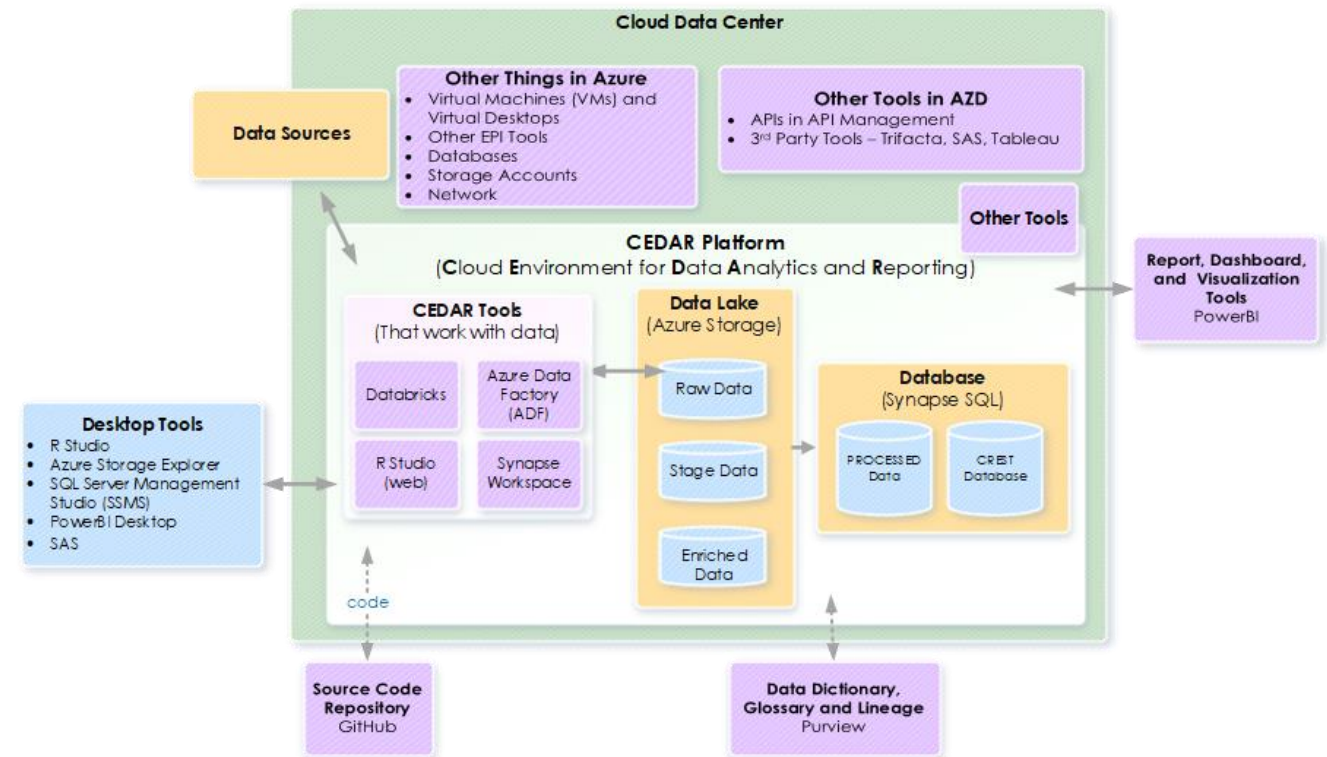 Cloud Data Center
Other Things in Azure
• Virtual Machines (VMs) and
Virtual Desktops
• Other EPI Tools
• Databases
• Storage Accounts
• Network
Other Tools in AZD
• APIs in API Management
• 3rd Party Tools – Trifacta, SAS, Tableau
Data Sources
Other Tools
CEDAR Platform
(Cloud Environment for Data Analytics and Reporting)
Report, Dashboard,
and Visualization
Tools
PowerBI
CEDAR Tools
(That work with data)
Databricks
Azure Data
Factory
(ADF)
R Studio
(web)
Synapse
Workspace
Data Lake
(Azure Storage)
Raw Data
Stage Data
Enriched
Data
Database
(Synapse SQL)
PROCESSED
Data
CREST
Database
Desktop Tools
• R Studio
• Azure Storage Explorer
• SQL Server Management
Studio (SSMS)
• PowerBI Desktop
• SAS
code
Source Code
Repository
GitHub
Data Dictionary,
Glossary and Lineage
Purview